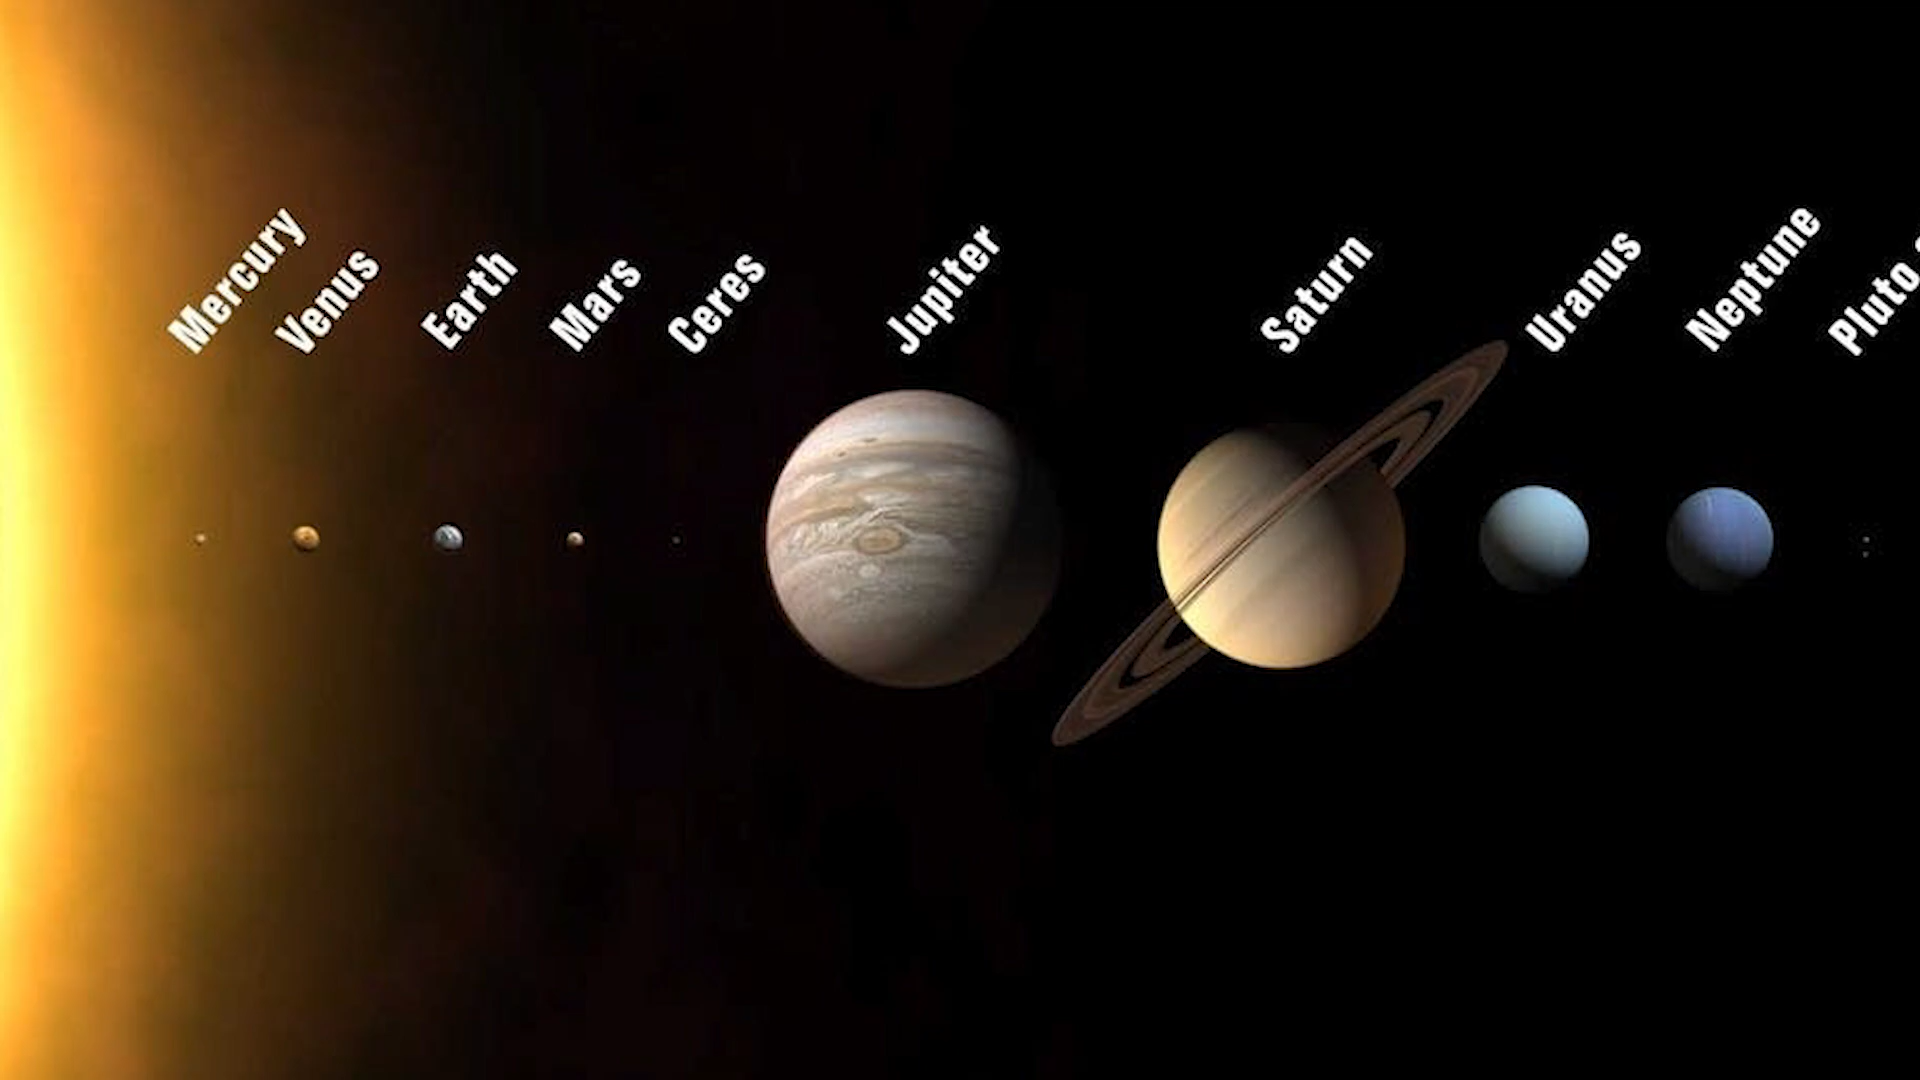 Mercury
Venus
Earth
Mars
Ceres
Jupiter
Saturn
Uranus
Neptune
Pluto